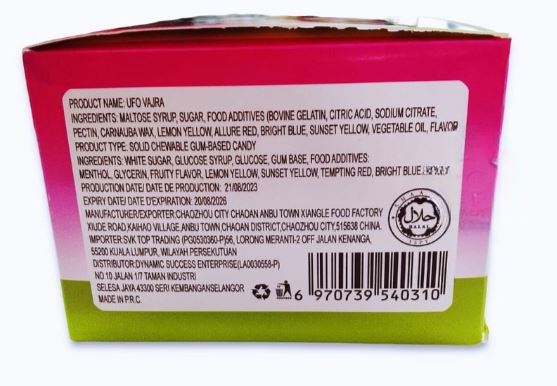 PRODUCT NAME: UFO VAJRA
INGREDIENTS: MALTOSE SYRUP, SUGAR, FOOD ADDITIVES (BOVINE GELATIN, CITRIC ACID, SODIUM CITRATE,
PECTIN, CARNAUBA WAX, LEMON YELLOW, ALLURE RED, BRIGHT BLUE, SUNSET YELLOW, VEGETABLE OIL, FLAVOR
PRODUCT TYPE: SOLID CHEWABLE GUM-BASED CANDY
INGREDIENTS: WHITE SUGAR, GLUCOSE SYRUP, GLUCOSE, GUM BASE, FOOD ADDITIVES:
MENTHOL, GLYCERIN, FRUITY FLAVOR, LEMON YELLOW, SUNSET YELLOW, TEMPTING RED, BRIGHT BLUE
PRODUCTION DATE/ DATE DE PRODUCTION: 21/08/2023
EXPIRY DATE/ DATE D'EXPIRATION: 20/08/2026
MANUFACTURER/EXPORTER:CHAOZHOU CITY CHAOAN ANBU TOWN XIANGLE FOOD FACTORY
XIUDE ROAD,KAIHAO VILLAGE,ANBU TOWN CHAOAN DISTRICT,CHAOZHOU CITY,515638 CHINA.
IMPORTER:SVK TOP TRADING (PG0530380-P)56, LORONG MERANTI-2 OFF JALAN KENANGA,
55200 KUALA LUMPUR, WILAYAH PERSEKUTUAN
DISTRIBUTOR:DYNAMIC SUCCESS ENTERPRISE(LA0030558-P)
NO.10 JALAN 17 TAMAN INDUSTRI
SELESA JAYA 43300 SERI KEMBANGANSELANGOR
MADE IN P.R.C.
حلال
HALAL
6 970739 540310